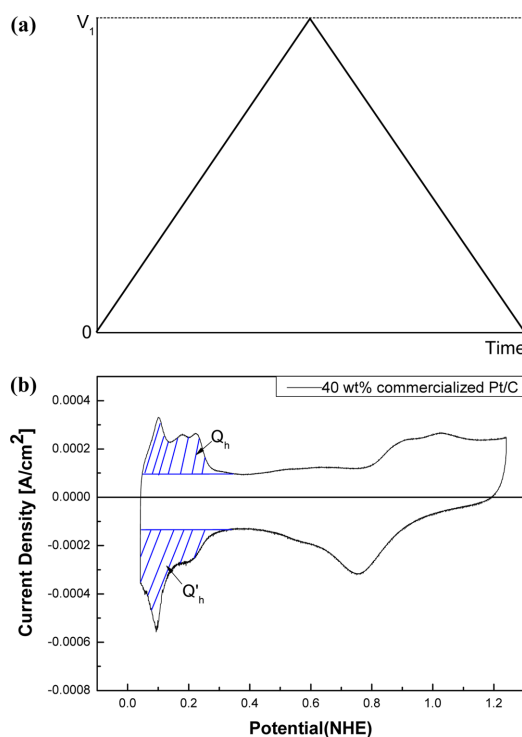 (a)
V1
0
Time
(b)
40 wt% commercialized Pt/C
0.0004
0.0002
0.0000
-0.0002
-0.0004
-0.0006
-0.0008
Current Density [A/cm²]
Qh
Q'h
0.0 0.2 0.4 0.6 0.8 1.0 1.2
Potential(NHE)